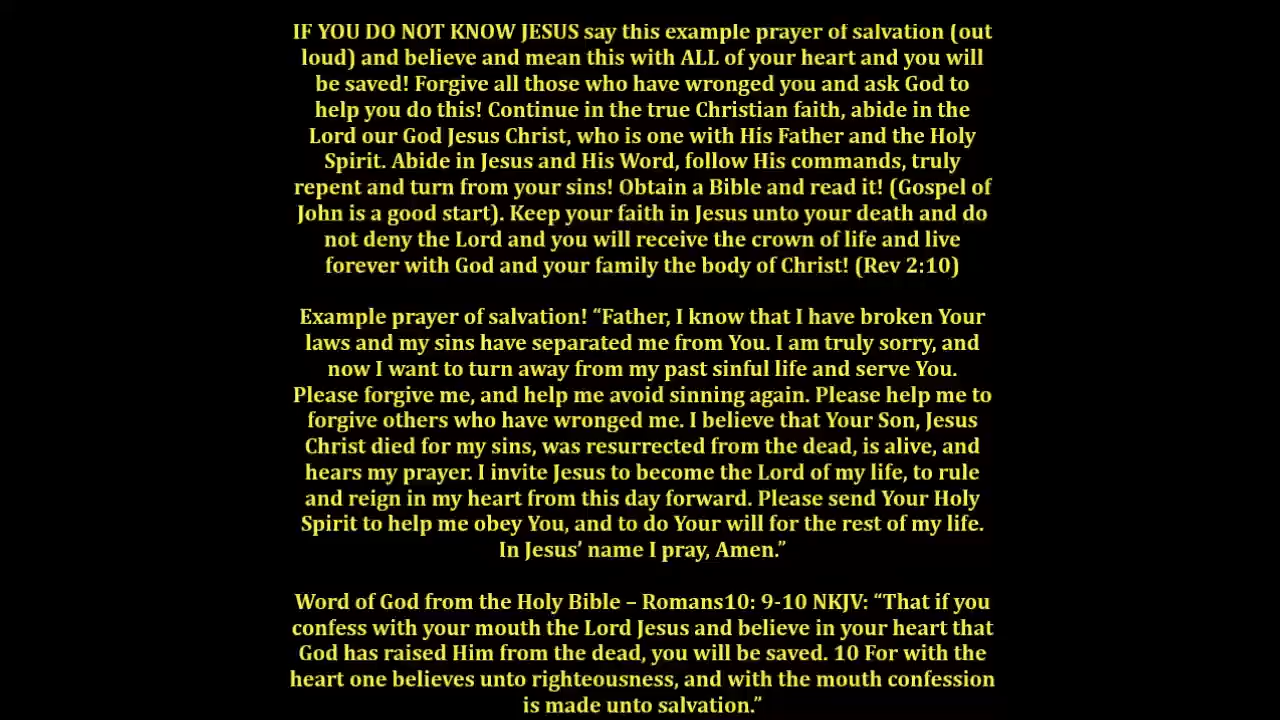 IF YOU DO NOT KNOW JESUS say this example prayer of salvation (out
loud) and believe and mean this with ALL of your heart and you will
be saved! Forgive all those who have wronged you and ask God to
help you do this! Continue in the true Christian faith, abide in the
Lord our God Jesus Christ, who is one with His Father and the Holy
Spirit. Abide in Jesus and His Word, follow His commands, truly
repent and turn from your sins! Obtain a Bible and read it! (Gospel of
John is a good start). Keep your faith in Jesus unto your death and do
not deny the Lord and you will receive the crown of life and live
forever with God and your family the body of Christ! (Rev 2:10)
Example prayer of salvation! “Father, I know that I have broken Your
laws and my sins have separated me from You. I am truly sorry, and
now I want to turn away from my past sinful life and serve You.
Please forgive me, and help me avoid sinning again. Please help me to
forgive others who have wronged me. I believe that Your Son, Jesus
Christ died for my sins, was resurrected from the dead, is alive, and
hears my prayer. I invite Jesus to become the Lord of my life, to rule
and reign in my heart from this day forward. Please send Your Holy
Spirit to help me obey You, and to do Your will for the rest of my life.
In Jesus’ name I pray, Amen.”
Word of God from the Holy Bible – Romans10: 9-10 NKJV: “That if you
confess with your mouth the Lord Jesus and believe in your heart that
God has raised Him from the dead, you will be saved. 10 For with the
heart one believes unto righteousness, and with the mouth confession
is made unto salvation.”